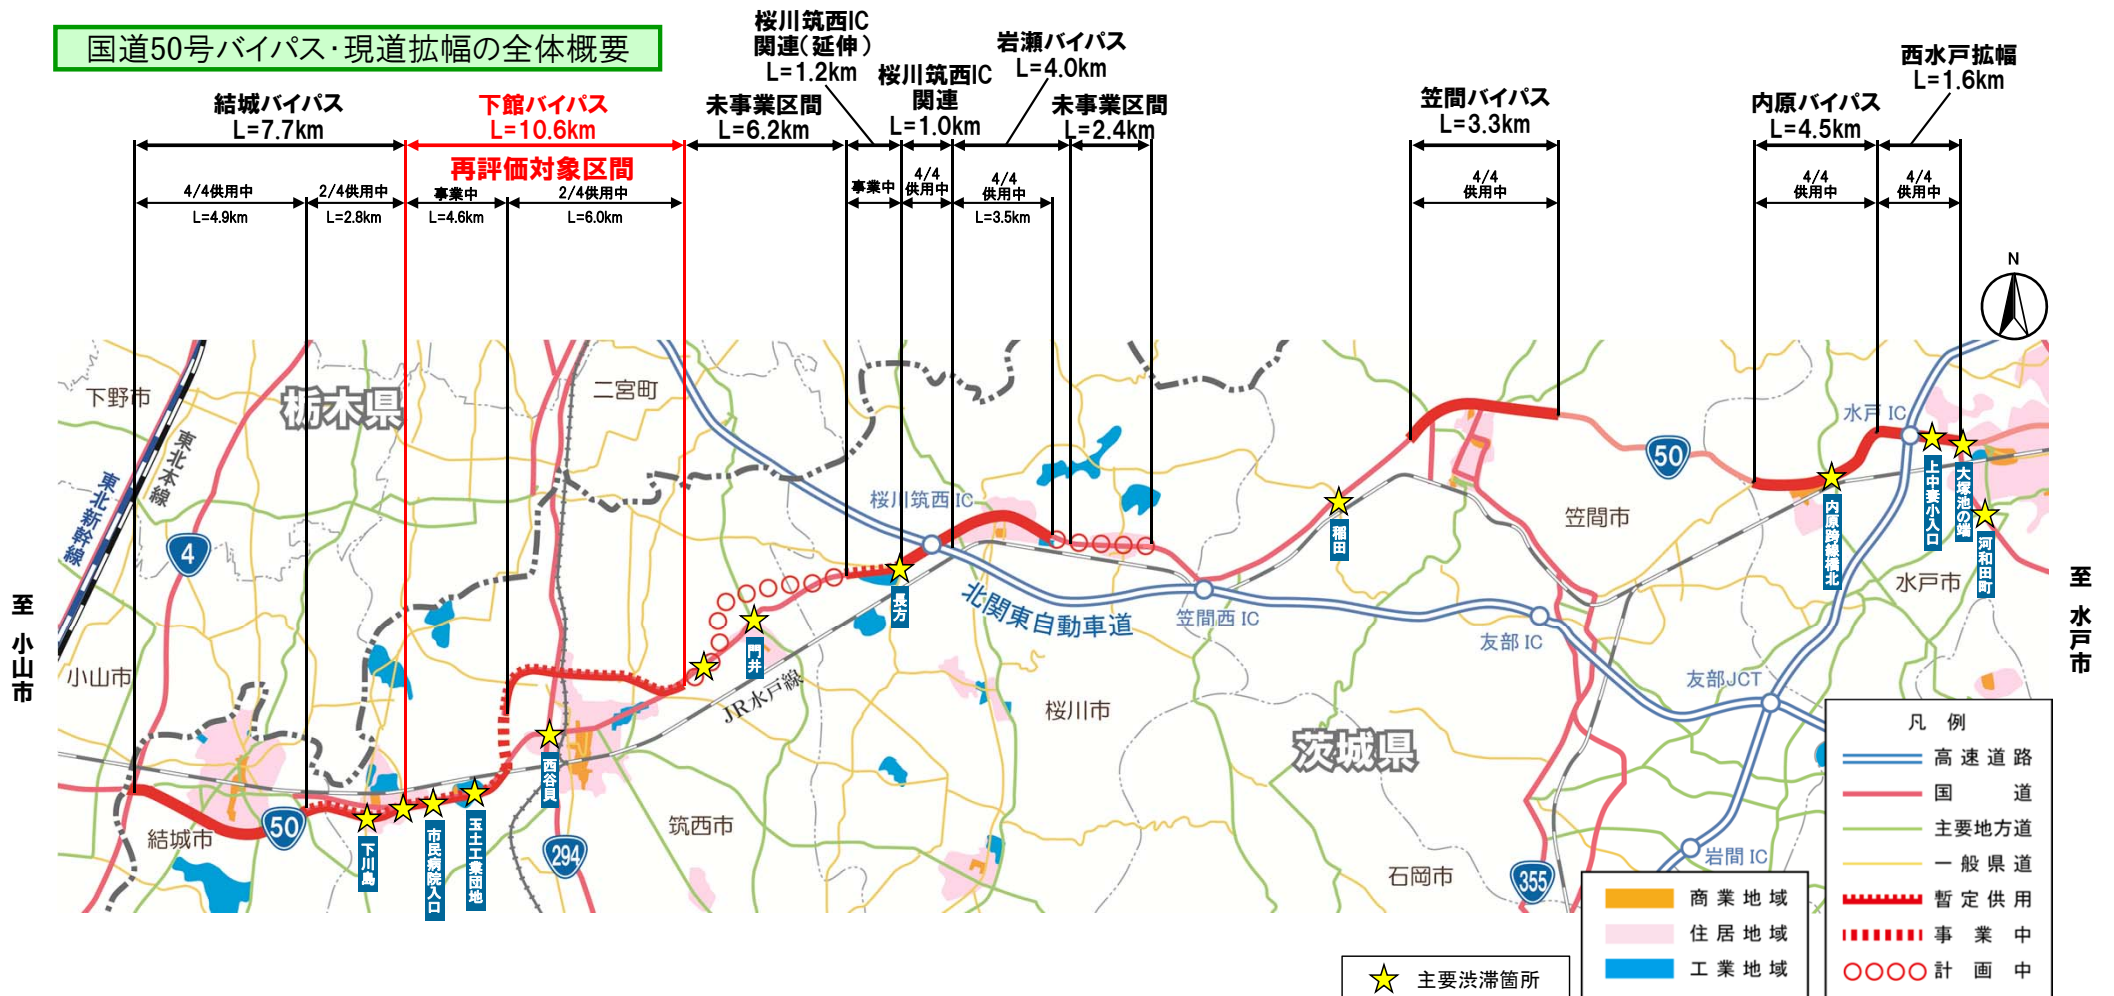 国道50号バイパス・現道拡幅の全体概要
結城バイパス
L=7.7km
下館バイパス
L=10.6km
再評価対象区間
未事業区間
L=6.2km
桜川筑西IC
関連(延伸)
L=1.2km
桜川筑西IC
関連
L=1.0km
岩瀬バイパス
L=4.0km
未事業区間
L=2.4km
笠間バイパス
L=3.3km
内原バイパス
L=4.5km
西水戸拡幅
L=1.6km
4/4供用中
L=4.9km
2/4供用中
L=2.8km
事業中
L=4.6km
2/4供用中
L=6.0km
事業中
4/4
供用中
4/4
供用中
L=3.5km
4/4
供用中
4/4
供用中
4/4
供用中
N
至 小山市
至 水戸市
下野市
栃木県
二宮町
東北本線
東北新幹線
4
小山市
結城市
50
下川島
市民病院入口
玉土工業団地
西谷貝
294
筑西市
門井
JR水戸線
長方
桜川筑西IC
北関東自動車道
桜川市
茨城県
笠間西IC
稲田
友部IC
笠間市
50
友部JCT
岩間IC
石岡市
355
水戸IC
内原跨線橋北
上中妻小入口
大塚池の端
河和田町
水戸市
凡例
高速道路
国道
主要地方道
一般県道
暫定供用
事業中
計画中
商業地域
住居地域
工業地域
主要渋滞箇所